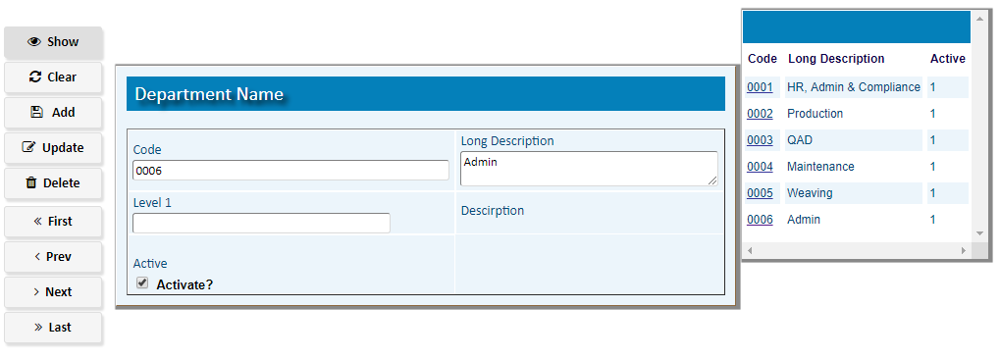 Show
Clear
Add
Update
Delete
First
Prev
Next
Last
Department Name
Code
0006
Long Description
Admin
Level 1
Descirption
Active
Activate?
Code Long Description Active
0001 HR, Admin & Compliance 1
0002 Production 1
0003 QAD 1
0004 Maintenance 1
0005 Weaving 1
0006 Admin 1